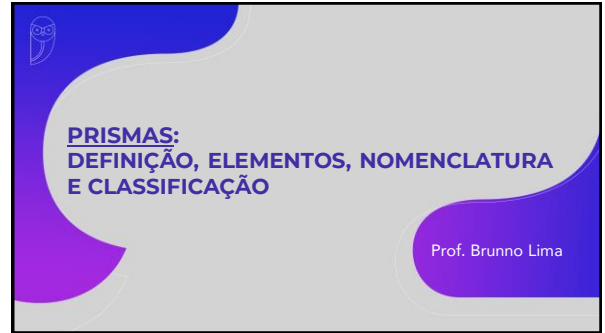 PRISMAS:
DEFINIÇÃO, ELEMENTOS, NOMENCLATURA
E CLASSIFICAÇÃO
Prof. Brunno Lima